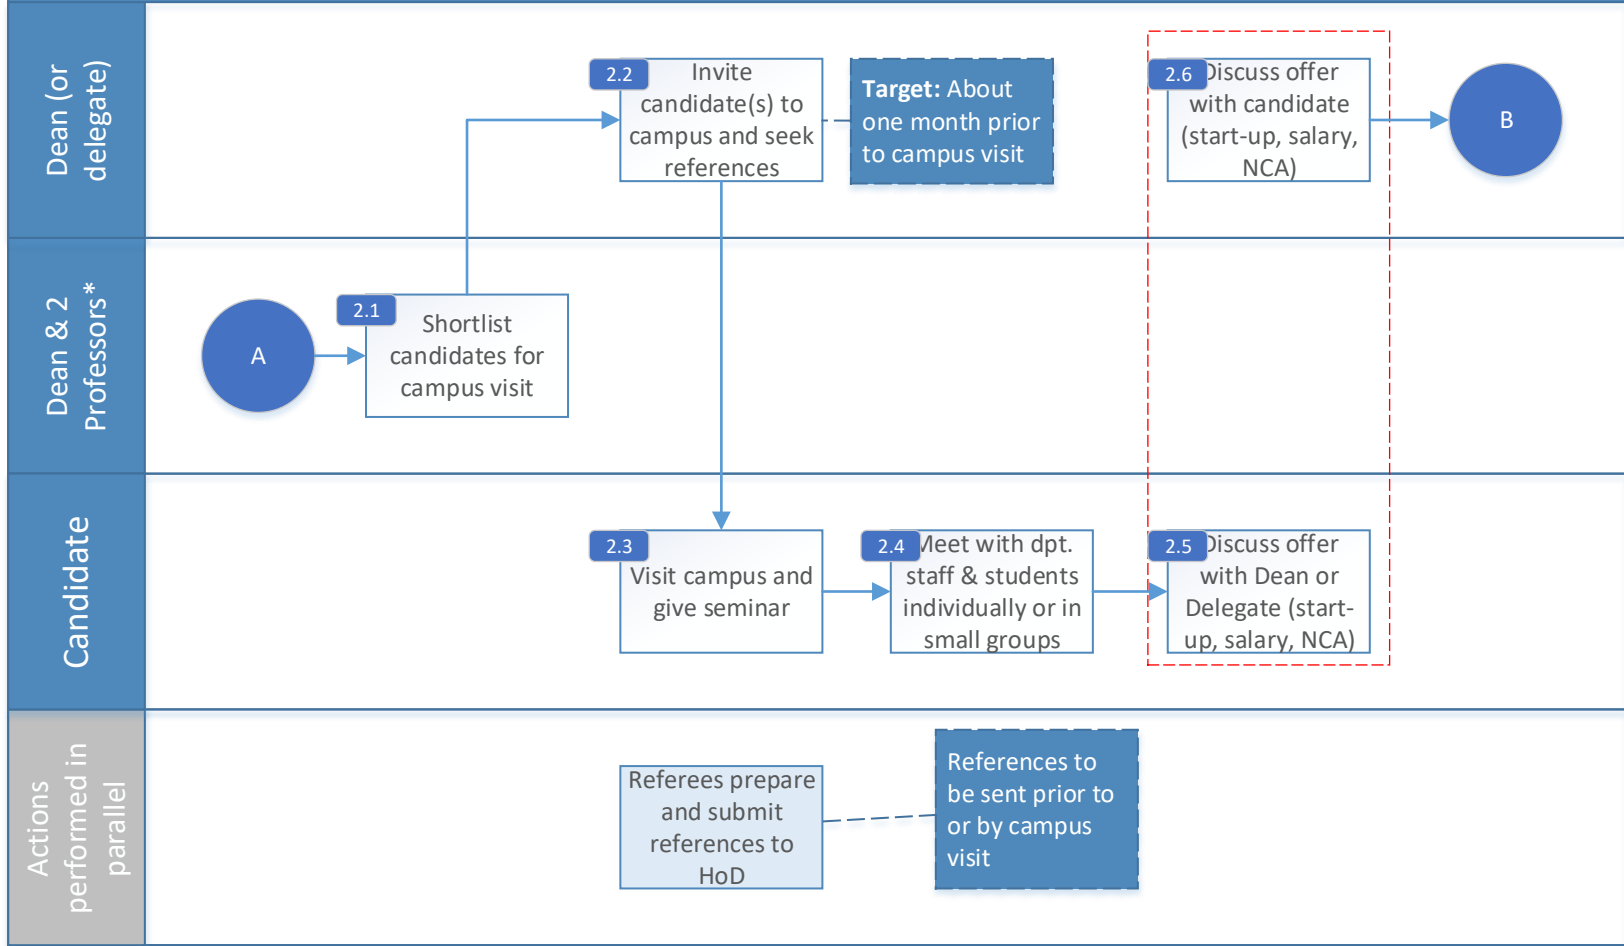 Dean (or
delegate)
2.2
Invite
candidate(s) to
campus and seek
references
Target: About
one month prior
to campus visit
2.6
Discuss offer
with candidate
(start-up, salary,
NCA)
B
Dean & 2
Professors*
A
2.1
Shortlist
candidates for
campus visit
Candidate
2.3
Visit campus and
give seminar
2.4
Meet with dpt.
staff & students
individually or in
small groups
2.5
Discuss offer
with Dean or
Delegate (start-
up, salary, NCA)
Actions
performed in
parallel
Referees prepare
and submit
references to
HoD
References to
be sent prior to
or by campus
visit